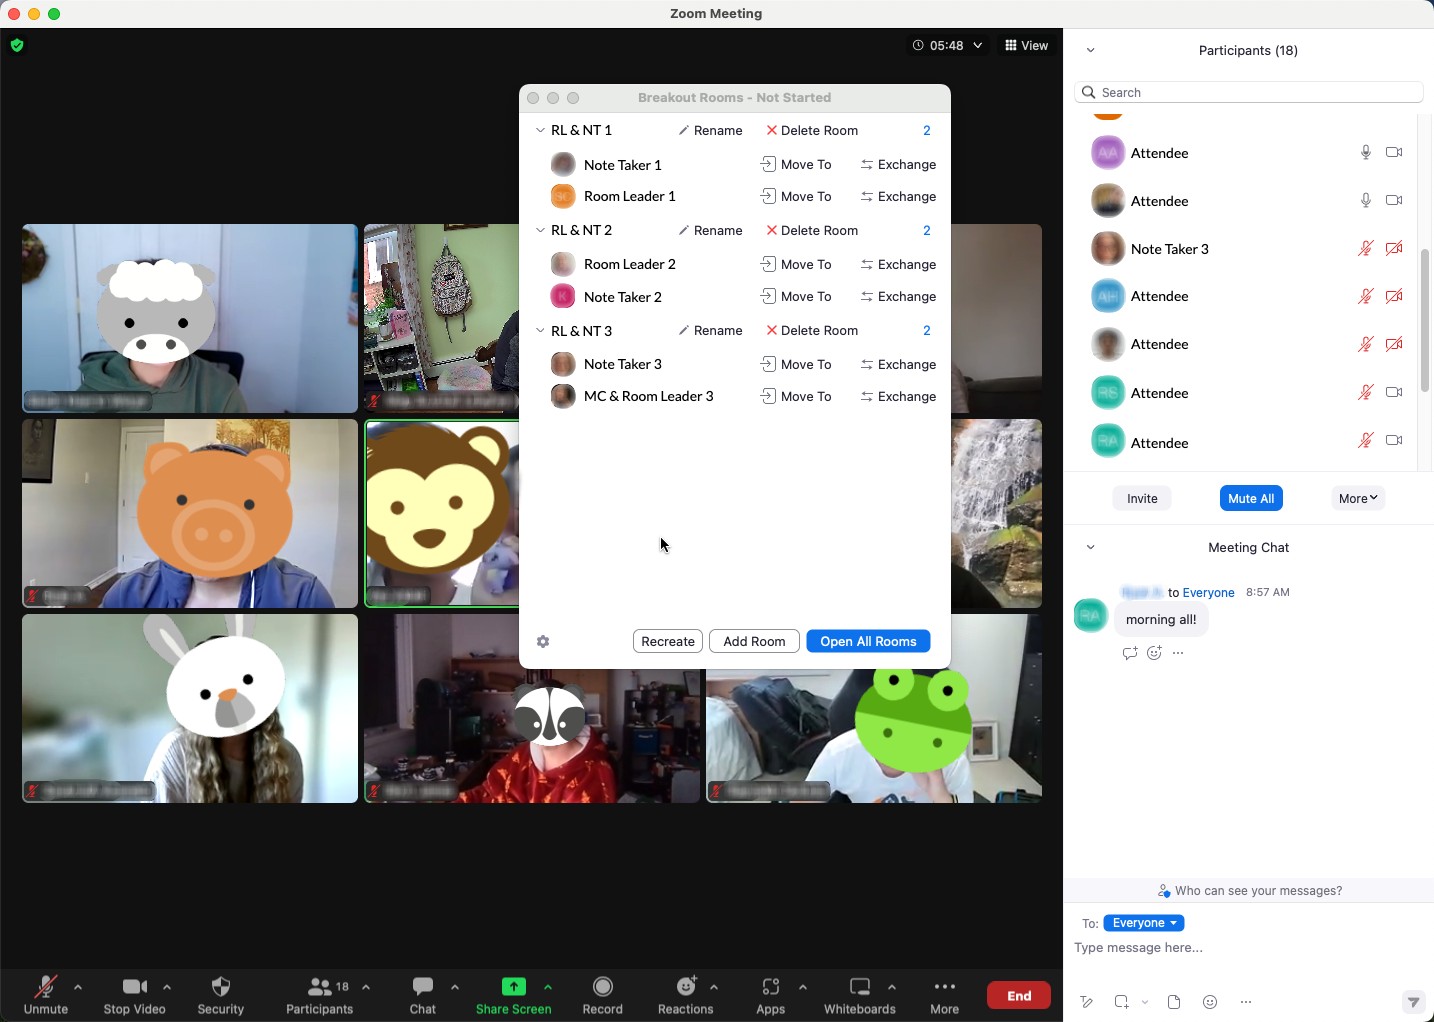 Zoom Meeting
05:48 View
Breakout Rooms - Not Started
RL & NT 1 Rename Delete Room 2
Note Taker 1 Move To Exchange
Room Leader 1 Move To Exchange
RL & NT 2 Rename Delete Room 2
Room Leader 2 Move To Exchange
K Note Taker 2 Move To Exchange
RL & NT 3 Rename Delete Room 2
Note Taker 3 Move To Exchange
MC & Room Leader 3 Move To Exchange
Recreate Add Room Open All Rooms
Participants (18)
Search
AA Attendee
Attendee
Note Taker 3
AH Attendee
Attendee
RS Attendee
RA Attendee
Invite Mute All More
Meeting Chat
to Everyone 8:57 AM
RA morning all!
Who can see your messages?
To: Everyone
Type message here...
Unmute Stop Video Security Participants 18 Chat Share Screen Record Reactions Apps Whiteboards More End